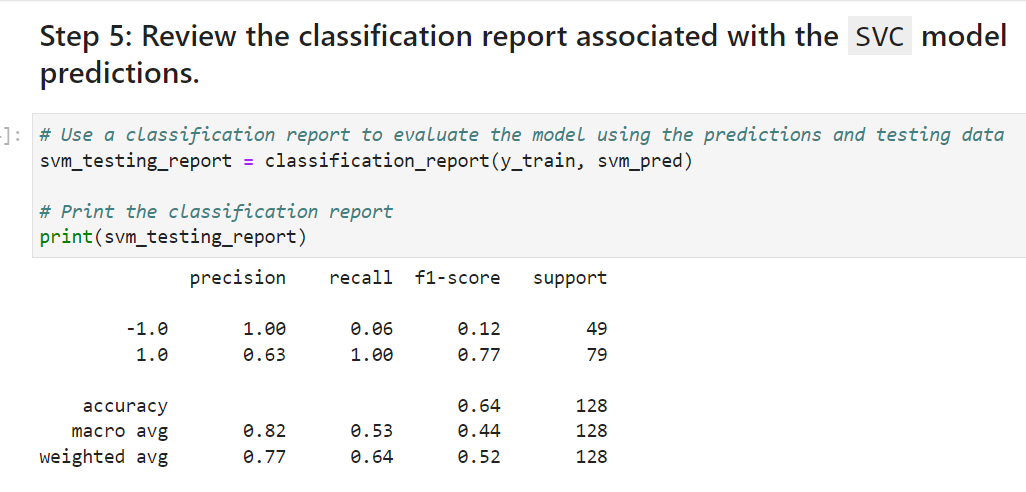 Step 5: Review the classification report associated with the SVC model
predictions.
]:
# Use a classification report to evaluate the model using the predictions and testing data
svm_testing_report = classification_report(y_train, svm_pred)
# Print the classification report
print(svm_testing_report)
precision recall f1-score support
-1.0 1.00 0.06 0.12 49
1.0 0.63 1.00 0.77 79
accuracy 0.64 128
macro avg 0.82 0.53 0.44 128
weighted avg 0.77 0.64 0.52 128